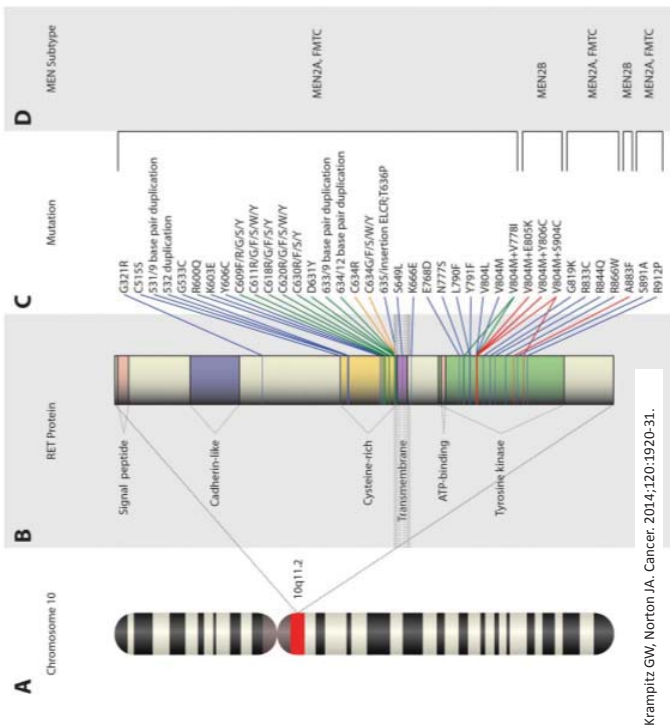 A
Chromosome 10
10q11.2
B
RET Protein
Signal peptide
Cadherin-like
Cysteine-rich
Transmembrane
ATP-binding
Tyrosine kinase
C
Mutation
G321R
C515S
531/9 base pair duplication
532 duplication
G533C
R600Q
K603E
Y606C
C609F/R/G/S/Y
C611R/G/F/S/W/Y
C618R/G/F/S/Y
C620R/G/F/S/W/Y
C630R/F/S/Y
D631Y
633/9 base pair duplication
634/12 base pair duplication
C634R
C634G/F/S/W/Y
635/insertion ELCR;T636P
S649L
K666E
E768D
N777S
L790F
Y791F
V804L
V804M
V804M+V778I
V804M+E805K
V804M+Y806C
V804M+S904C
G819K
R833C
R844Q
R866W
A883F
S891A
R912P
D
MEN Subtype
MEN2A, FMTC
MEN2B
MEN2A, FMTC
MEN2B
MEN2A, FMTC
Krampitz GW, Norton JA. Cancer. 2014;120:1920-31.